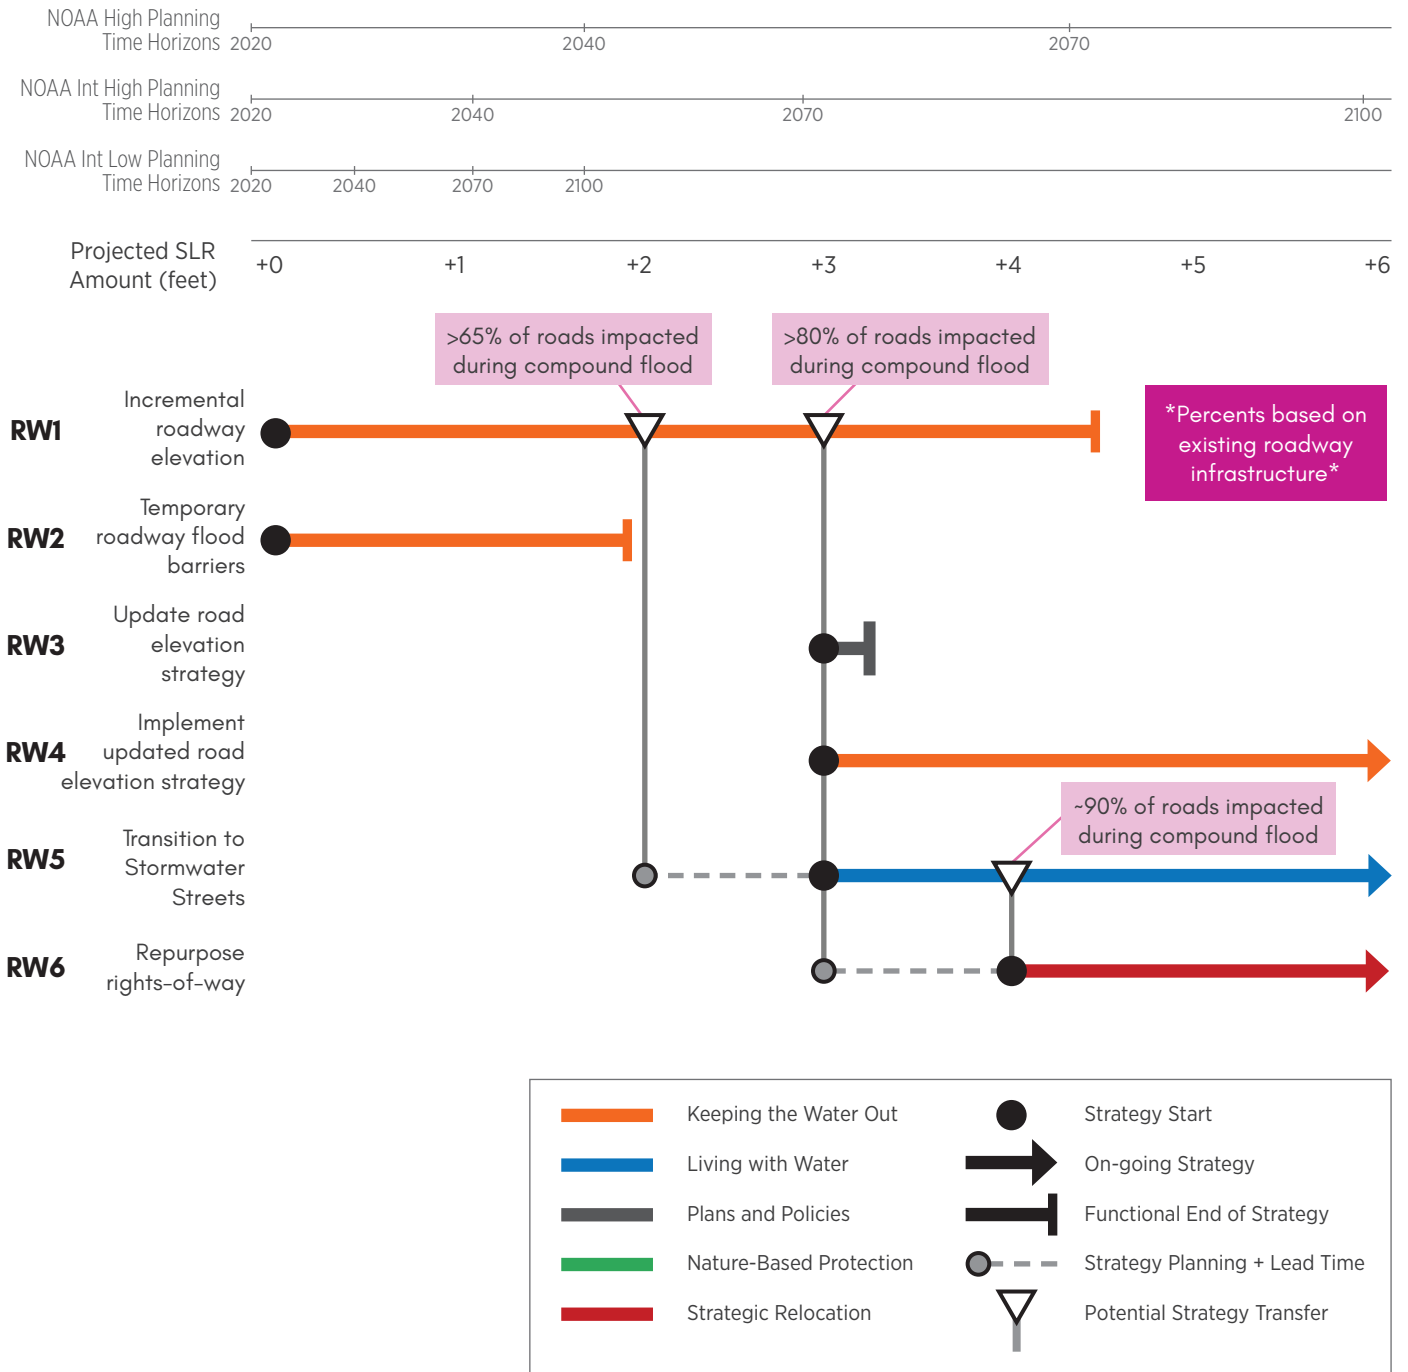 NOAA High Planning
Time Horizons
2020
2040
2070
NOAA Int High Planning
Time Horizons
2020
2040
2070
2100
NOAA Int Low Planning
Time Horizons
2020
2040
2070
2100
Projected SLR
Amount (feet)
+0
+1
+2
+3
+4
+5
+6
>65% of roads impacted
during compound flood
>80% of roads impacted
during compound flood
*Percents based on
existing roadway
infrastructure*
RW1
Incremental
roadway
elevation
RW2
Temporary
roadway flood
barriers
RW3
Update road
elevation
strategy
RW4
Implement
updated road
elevation strategy
~90% of roads impacted
during compound flood
RW5
Transition to
Stormwater
Streets
RW6
Repurpose
rights-of-way
Keeping the Water Out
Living with Water
Plans and Policies
Nature-Based Protection
Strategic Relocation
Strategy Start
On-going Strategy
Functional End of Strategy
Strategy Planning + Lead Time
Potential Strategy Transfer